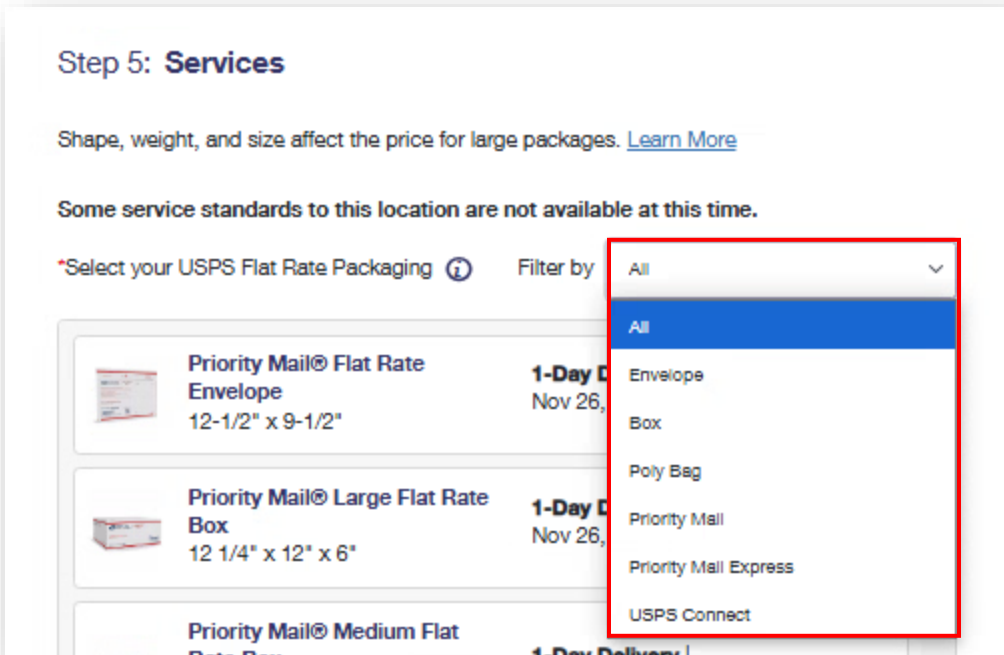 Step 5: Services
Shape, weight, and size affect the price for large packages. Learn More
Some service standards to this location are not available at this time.
*Select your USPS Flat Rate Packaging Filter by All
All
Envelope
Box
Poly Bag
Priority Mail
Priority Mail Express
USPS Connect
Priority Mail® Flat Rate
Envelope
12-1/2" x 9-1/2"
1-Day D
Nov 26,
Priority Mail® Large Flat Rate
Box
12 1/4" x 12" x 6"
1-Day D
Nov 26,
Priority Mail® Medium Flat
Rate Box
1-Day Delivery